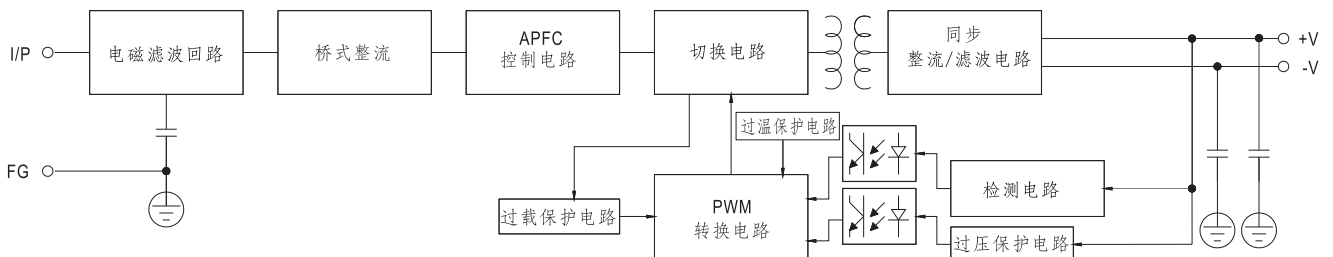 I/P
电磁滤波回路
桥式整流
APFC
控制电路
切换电路
同步
整流/滤波电路
+V
-V
过温保护电路
FG
检测电路
PWM
转换电路
过载保护电路
过压保护电路